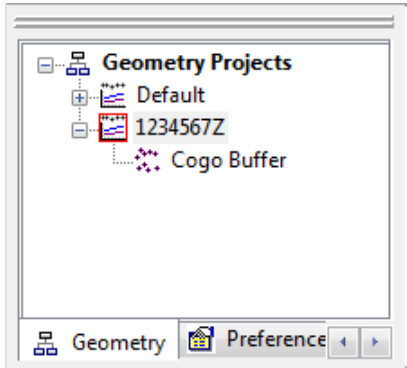 Geometry Projects
Default
1234567Z
Cogo Buffer
Geometry Preference